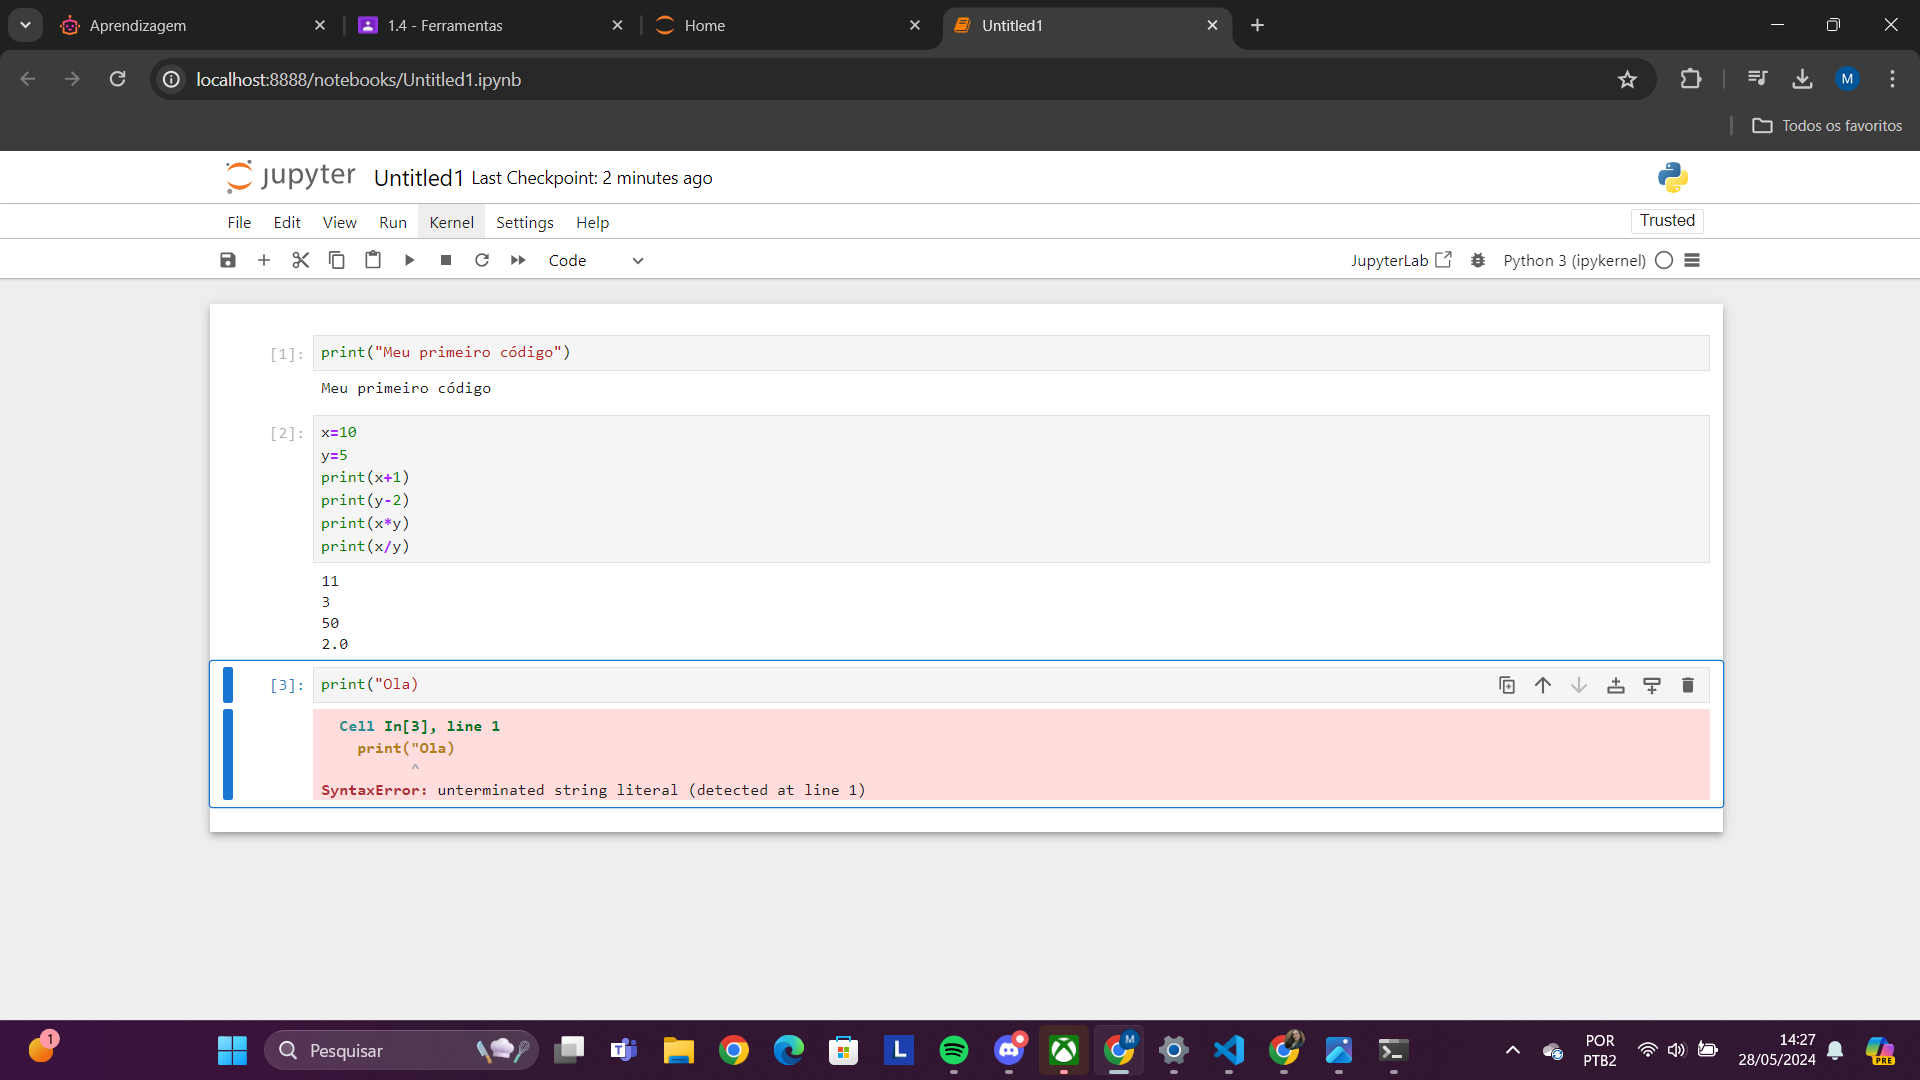 Aprendizagem
1.4 - Ferramentas
Home
Untitled1
localhost:8888/notebooks/Untitled1.ipynb
M
Todos os favoritos
jupyter
Untitled1 Last Checkpoint: 2 minutes ago
File Edit View Run Kernel Settings Help
Trusted
Code
JupyterLab
Python 3 (ipykernel)
[1]: print("Meu primeiro código")
Meu primeiro código
[2]: x=10
y=5
print(x+1)
print(y-2)
print(x*y)
print(x/y)
11
3
50
2.0
[3]: print("Ola)
Cell In[3], line 1
print("Ola)
^
SyntaxError: unterminated string literal (detected at line 1)
1
Pesquisar
L
M
POR
PTB2
14:27
28/05/2024
PRE